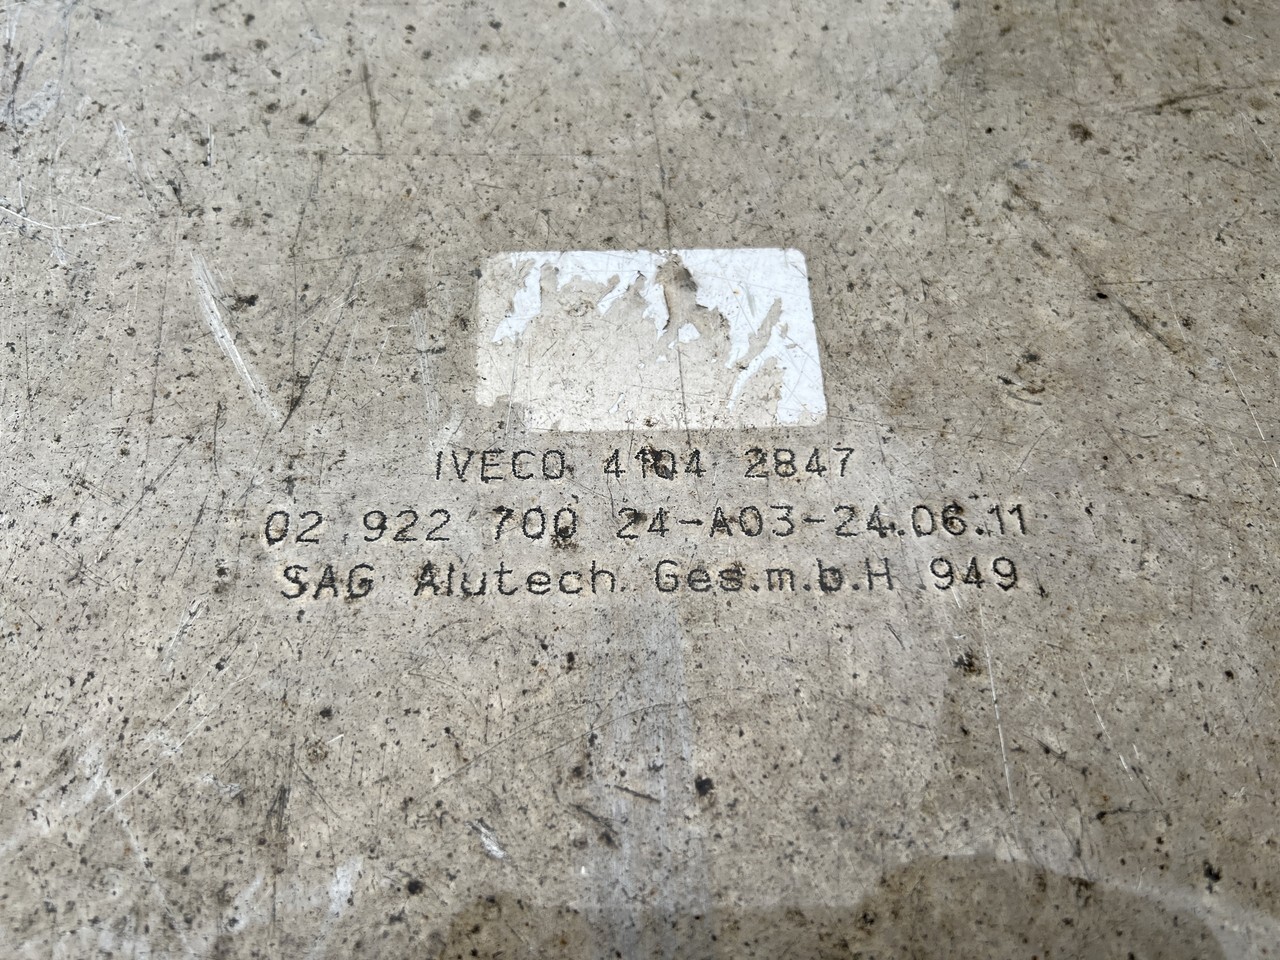 IVECO 4104 2847
02 922 700 24-A03-24.06.11
SAG Alutech Ges.m.b.H 949